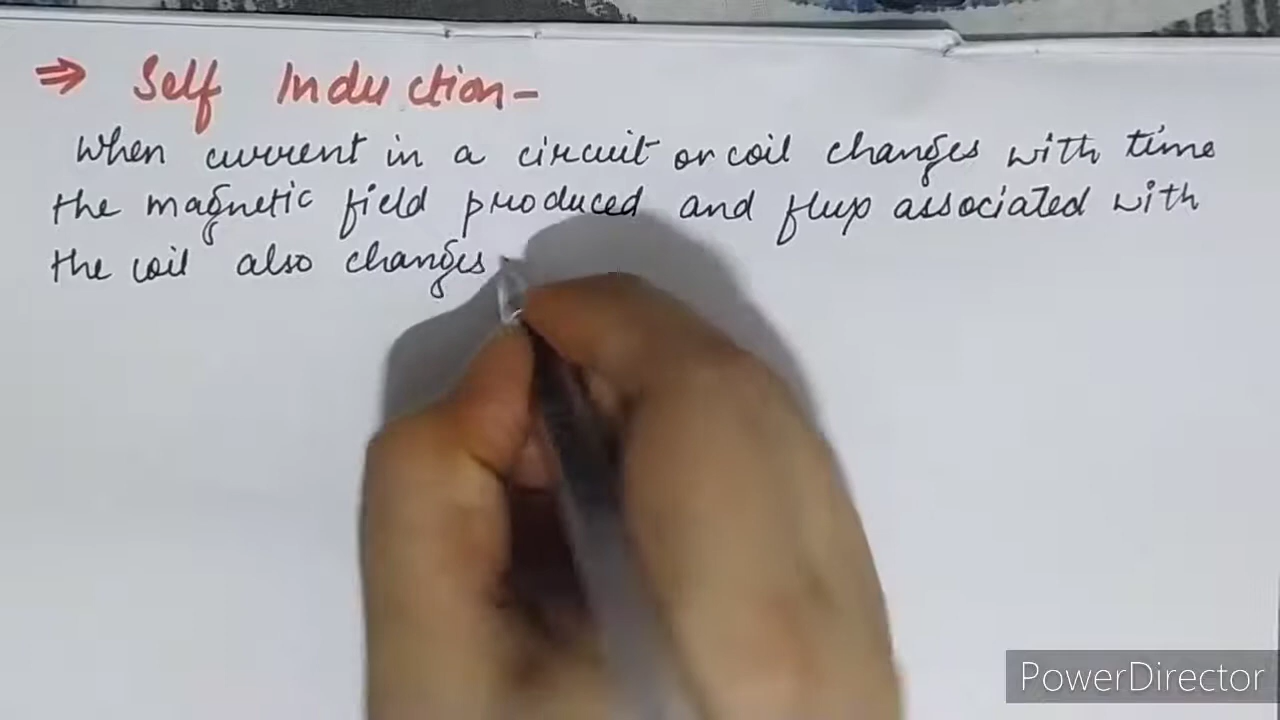 ⇒ Self Induction-
When current in a circuit or coil changes with time
the magnetic field produced and flux associated with
the coil also changes
PowerDirector